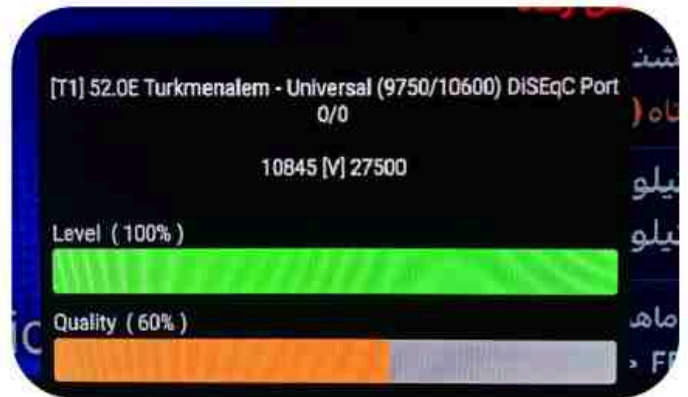 [T1] 52.0E Turkmenalem - Universal (9750/10600) DiSEqC Port
0/0
10845 [V] 27500
Level ( 100% )
Quality ( 60% )